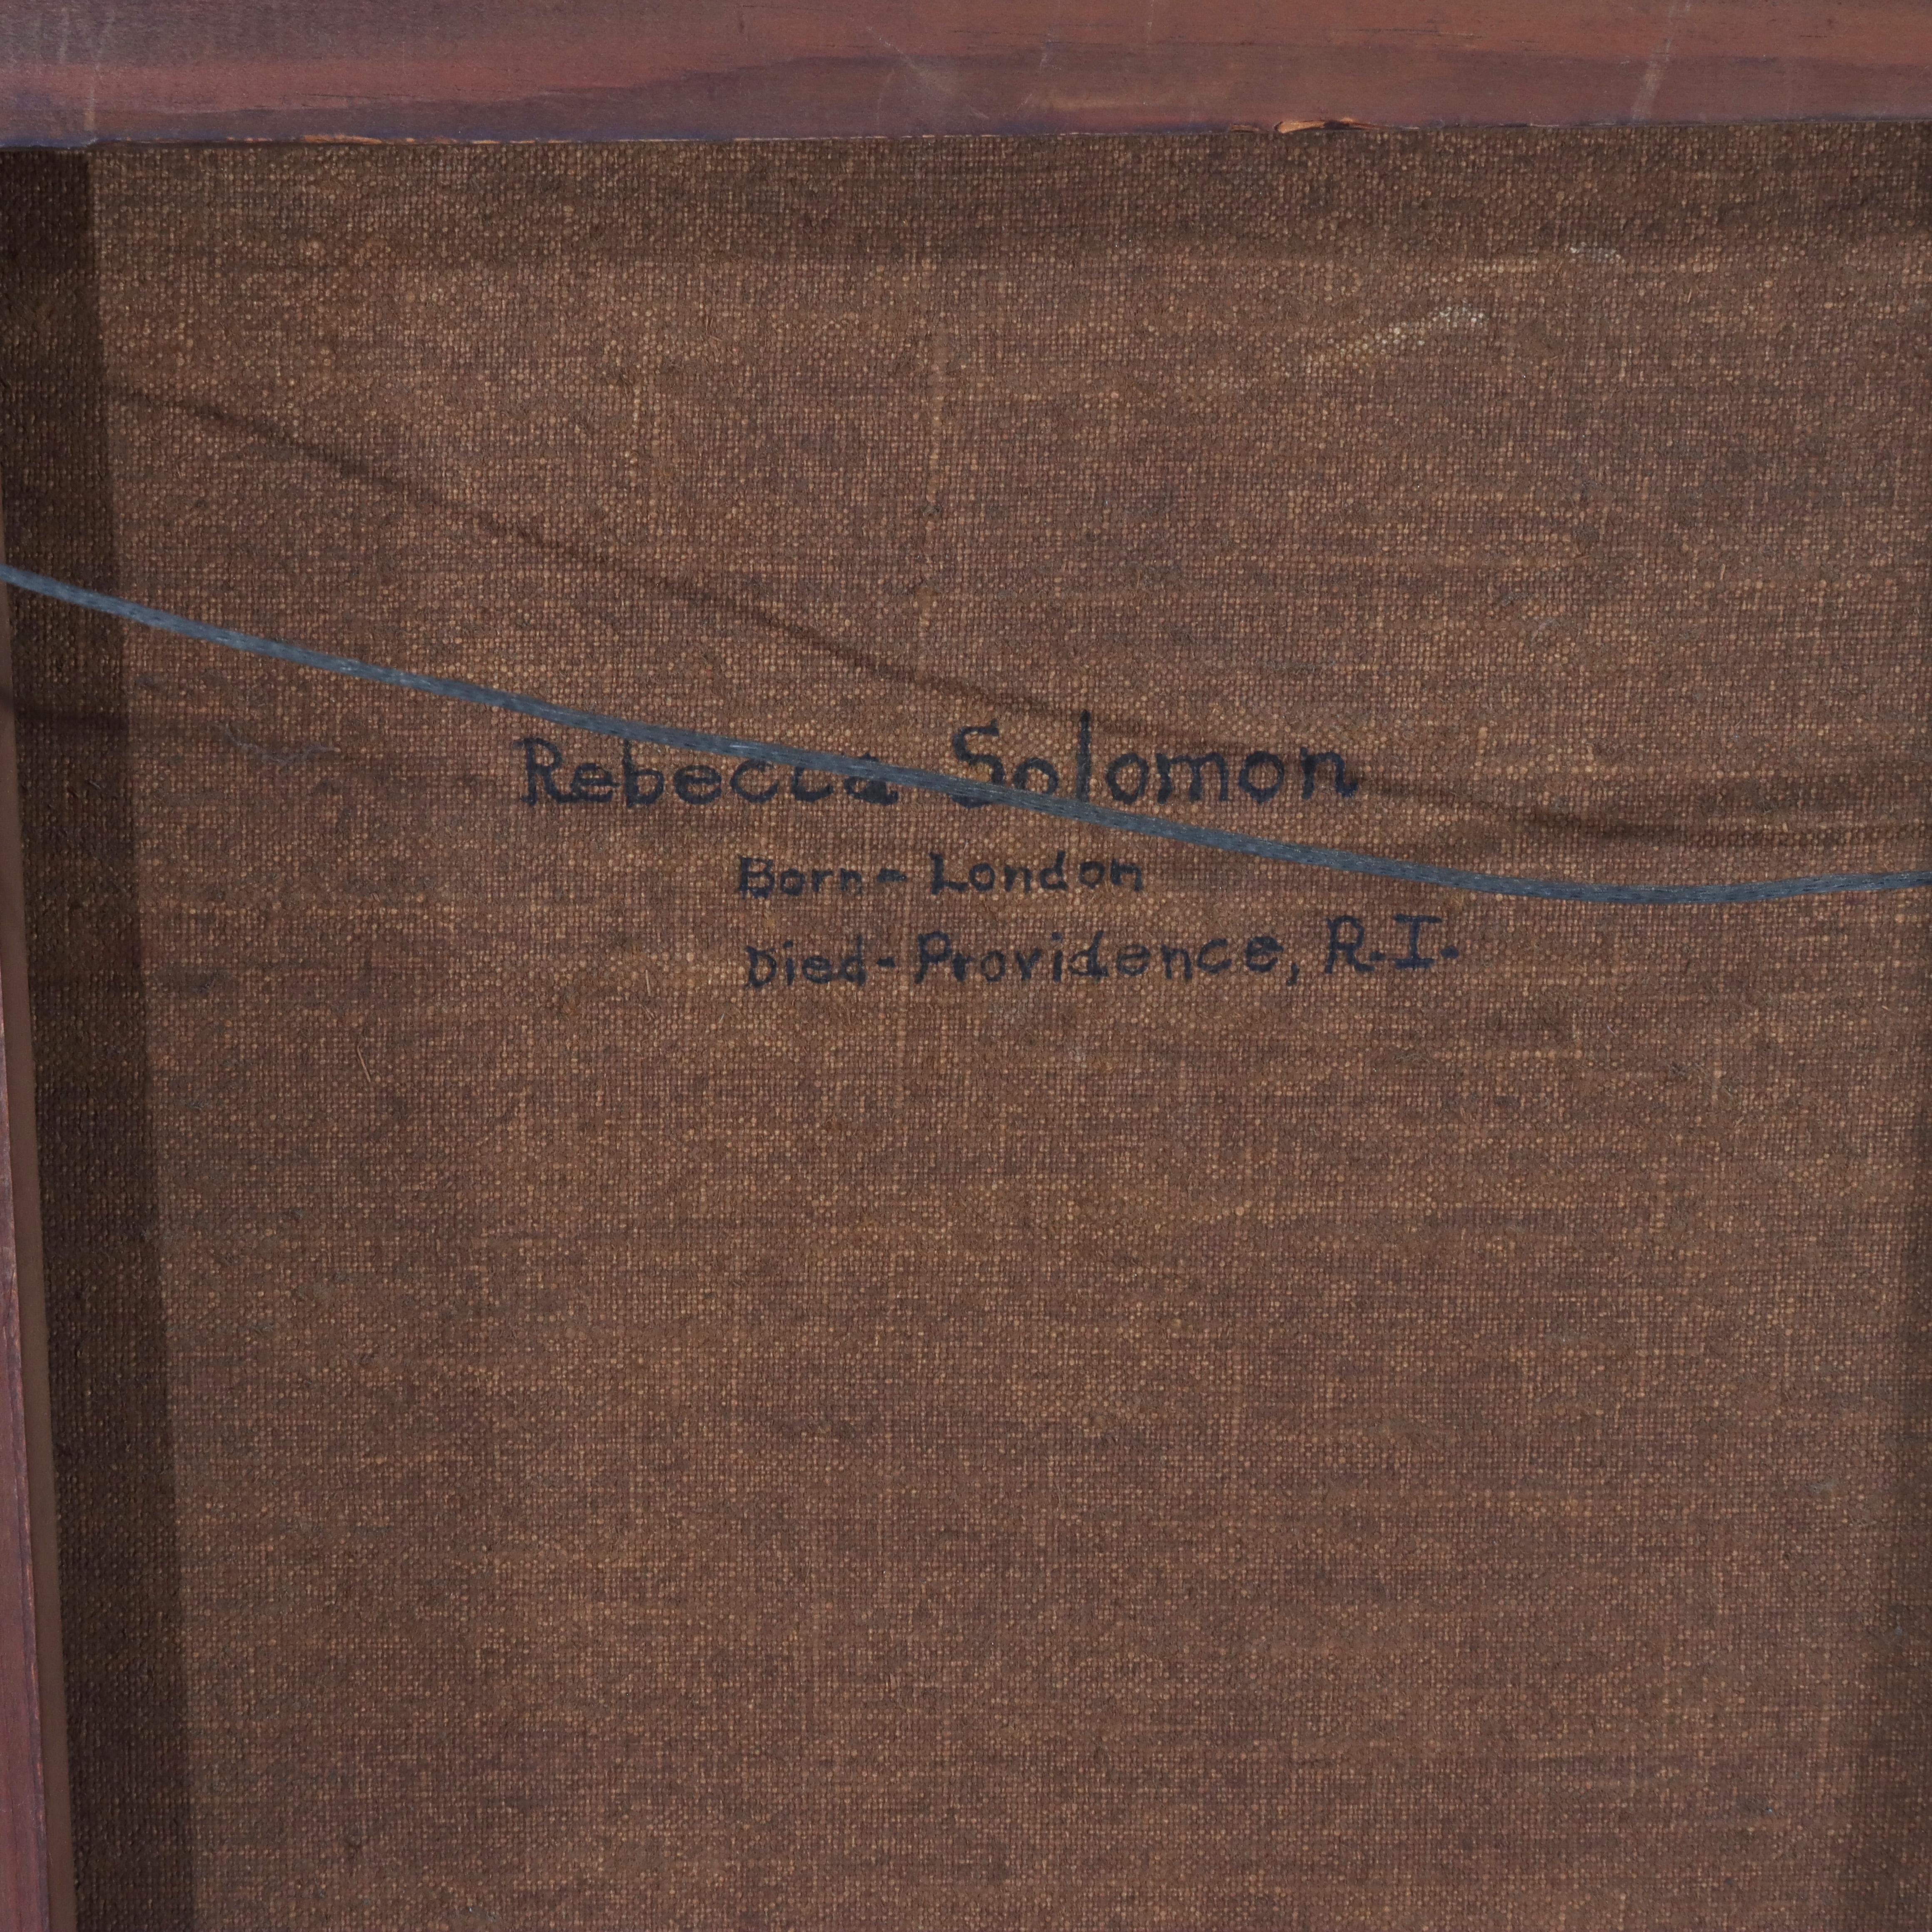 Rebecca Solomon
Born - London
Died - Providence, R.I.